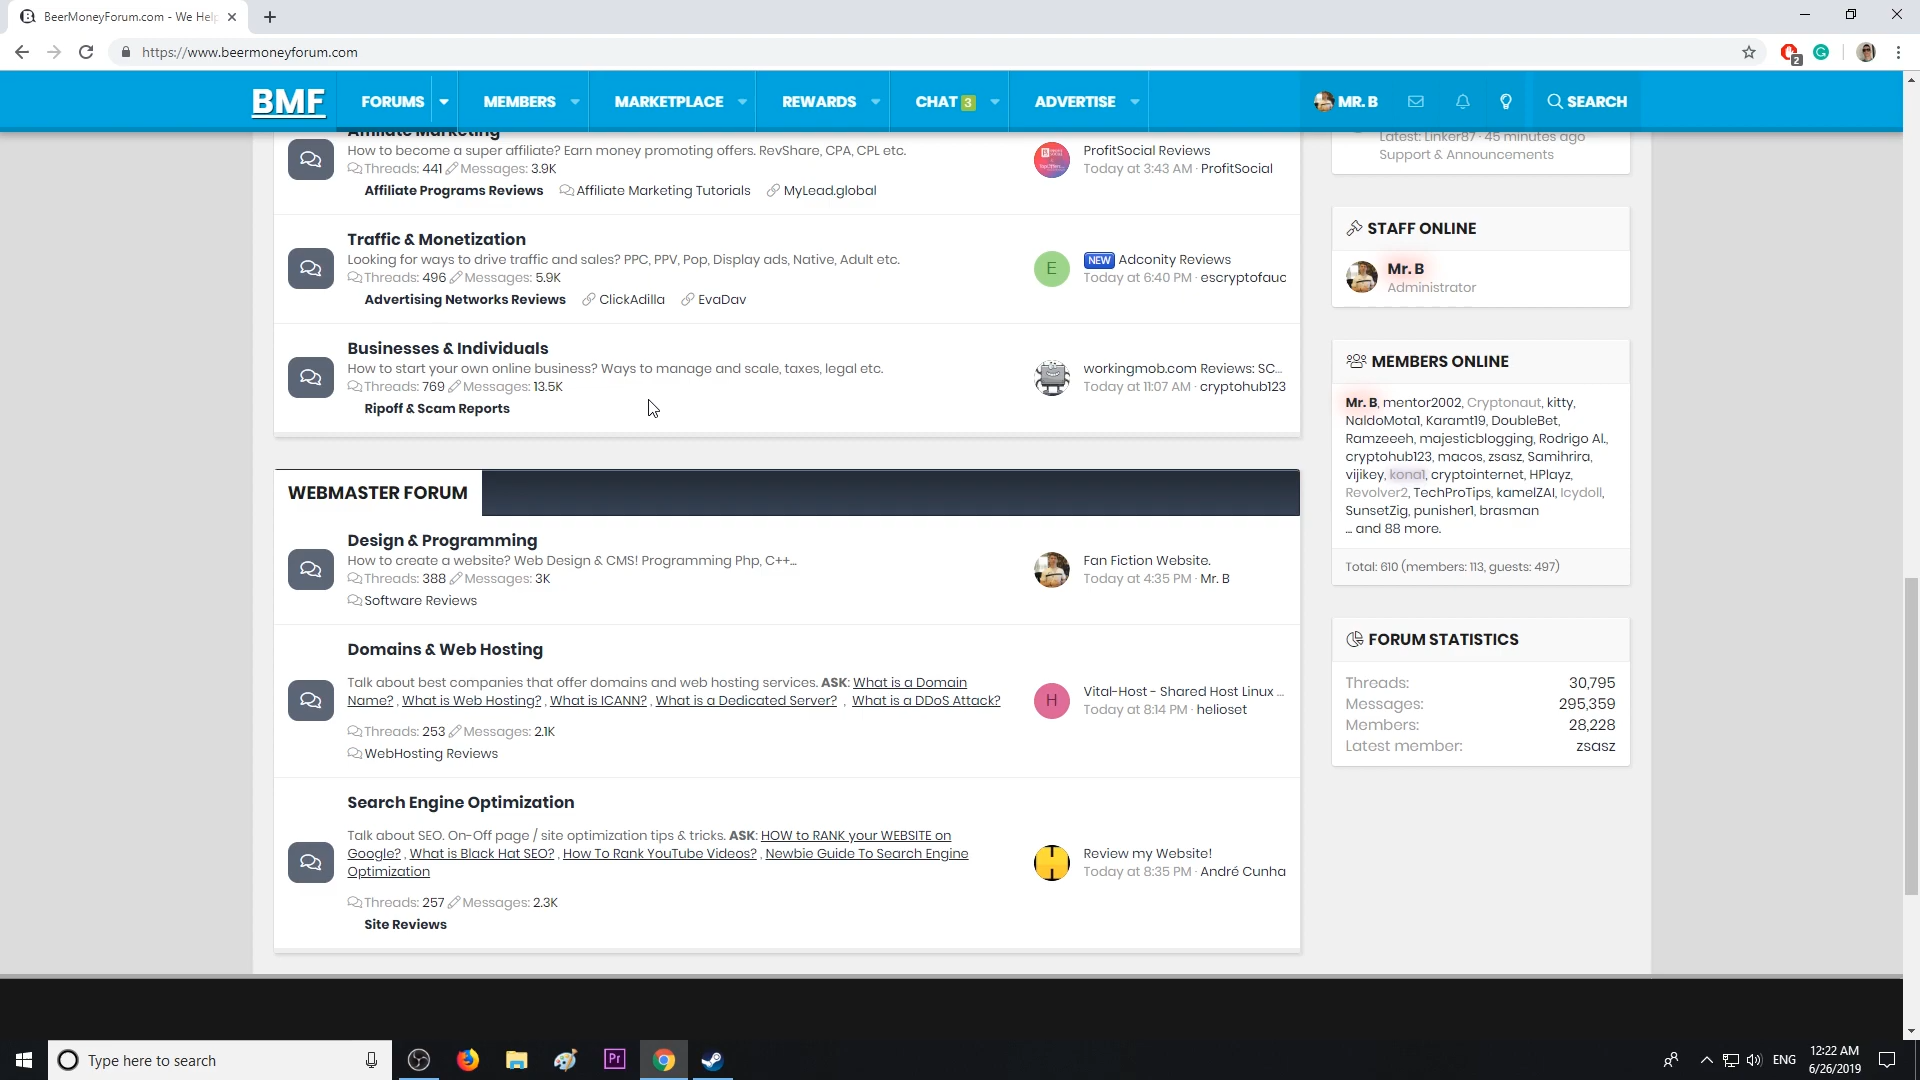 BeerMoneyForum.com - We Help
https://www.beermoneyforum.com
2
BMF
FORUMS
MEMBERS
MARKETPLACE
REWARDS
CHAT 3
ADVERTISE
MR. B
SEARCH
Affiliate Marketing
How to become a super affiliate? Earn money promoting offers. RevShare, CPA, CPL etc.
Threads: 441 Messages: 3.9K
Affiliate Programs Reviews Affiliate Marketing Tutorials MyLead.global
ProfitSocial Reviews
Today at 3:43 AM · ProfitSocial
Traffic & Monetization
Looking for ways to drive traffic and sales? PPC, PPV, Pop, Display ads, Native, Adult etc.
Threads: 496 Messages: 5.9K
Advertising Networks Reviews ClickAdilla EvaDav
E
NEW Adconity Reviews
Today at 6:40 PM · escryptofauc
Businesses & Individuals
How to start your own online business? Ways to manage and scale, taxes, legal etc.
Threads: 769 Messages: 13.5K
Ripoff & Scam Reports
workingmob.com Reviews: SC...
Today at 11:07 AM · cryptohub123
WEBMASTER FORUM
Design & Programming
How to create a website? Web Design & CMS! Programming Php, C++...
Threads: 388 Messages: 3K
Software Reviews
Fan Fiction Website.
Today at 4:35 PM · Mr. B
Domains & Web Hosting
Talk about best companies that offer domains and web hosting services. ASK: What is a Domain
Name? , What is Web Hosting? , What is ICANN? , What is a Dedicated Server? , What is a DDoS Attack?
Threads: 253 Messages: 2.1K
WebHosting Reviews
H
Vital-Host - Shared Host Linux ...
Today at 8:14 PM · helioset
Search Engine Optimization
Talk about SEO. On-Off page / site optimization tips & tricks. ASK: HOW to RANK your WEBSITE on
Google? , What is Black Hat SEO? , How To Rank YouTube Videos? , Newbie Guide To Search Engine
Optimization
Threads: 257 Messages: 2.3K
Site Reviews
Review my Website!
Today at 8:35 PM · André Cunha
Latest: Linker87 · 45 minutes ago
Support & Announcements
STAFF ONLINE
Mr. B
Administrator
MEMBERS ONLINE
Mr. B, mentor2002, Cryptonaut, kitty,
NaldoMota1, Karamt19, DoubleBet,
Ramzeeeh, majesticblogging, Rodrigo AL,
cryptohub123, macos, zsasz, Samihrira,
vijikey, kona1, cryptointernet, HPlayz,
Revolver2, TechProTips, kamelZAI, Icydoll,
SunsetZig, punisher1, brasman
... and 88 more.
Total: 610 (members: 113, guests: 497)
FORUM STATISTICS
Threads: 30,795
Messages: 295,359
Members: 28,228
Latest member: zsasz
Type here to search
Pr
ENG
12:22 AM
6/26/2019